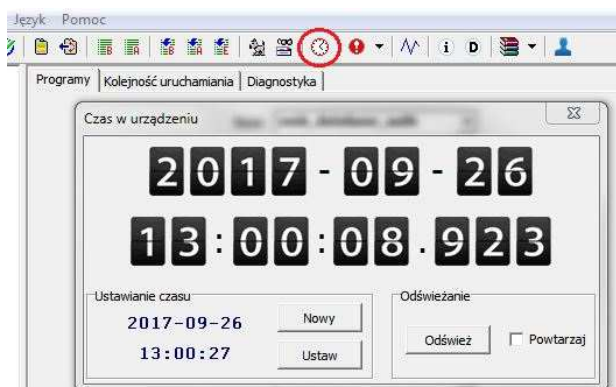 Język Pomoc
B A B A E i D
Programy Kolejność uruchamiania Diagnostyka
Czas w urządzeniu
2017-09-26
13:00:08.923
Ustawianie czasu Odświeżanie
2017-09-26 Nowy
Odśwież Powtarzaj
13:00:27 Ustaw